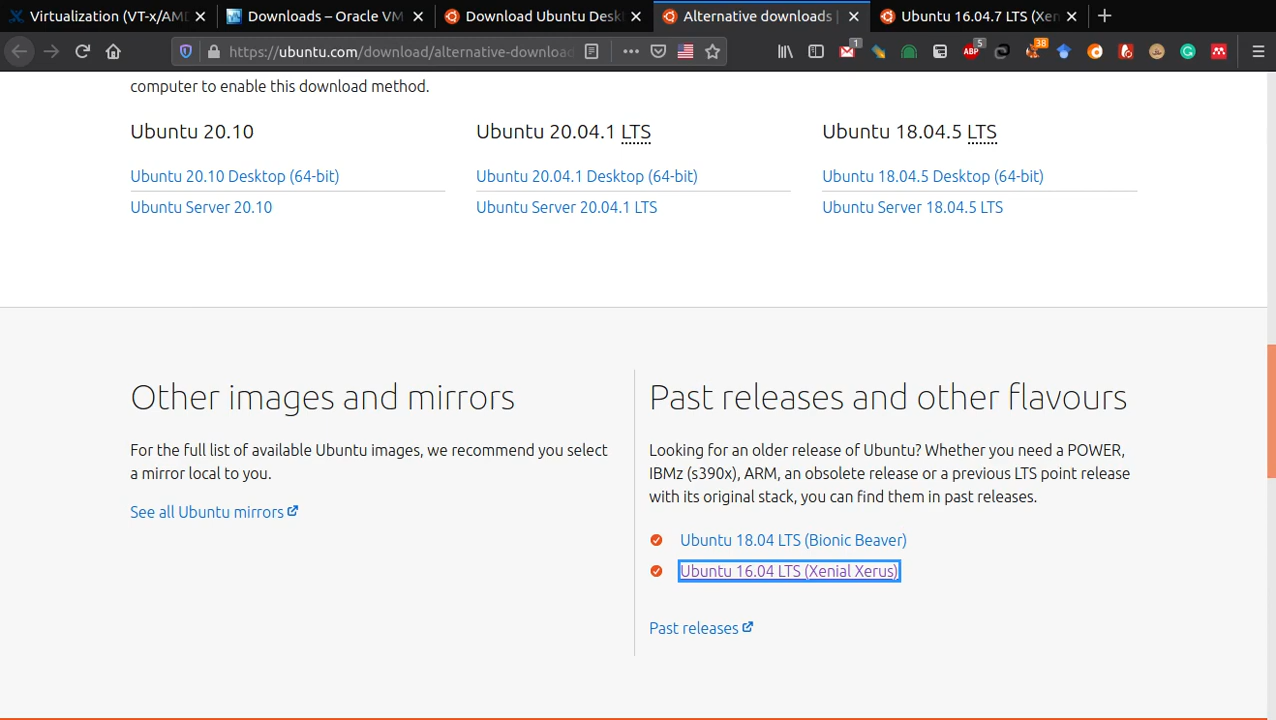 Virtualization (VT-x/AMD
Downloads – Oracle VM
Download Ubuntu Desk
Alternative downloads |
Ubuntu 16.04.7 LTS (Xen
https://ubuntu.com/download/alternative-download
1
5
ABP
38
computer to enable this download method.
Ubuntu 20.10
Ubuntu 20.10 Desktop (64-bit)
Ubuntu Server 20.10
Ubuntu 20.04.1 LTS
Ubuntu 20.04.1 Desktop (64-bit)
Ubuntu Server 20.04.1 LTS
Ubuntu 18.04.5 LTS
Ubuntu 18.04.5 Desktop (64-bit)
Ubuntu Server 18.04.5 LTS
Other images and mirrors
For the full list of available Ubuntu images, we recommend you select
a mirror local to you.
See all Ubuntu mirrors
Past releases and other flavours
Looking for an older release of Ubuntu? Whether you need a POWER,
IBMz (s390x), ARM, an obsolete release or a previous LTS point release
with its original stack, you can find them in past releases.
Ubuntu 18.04 LTS (Bionic Beaver)
Ubuntu 16.04 LTS (Xenial Xerus)
Past releases